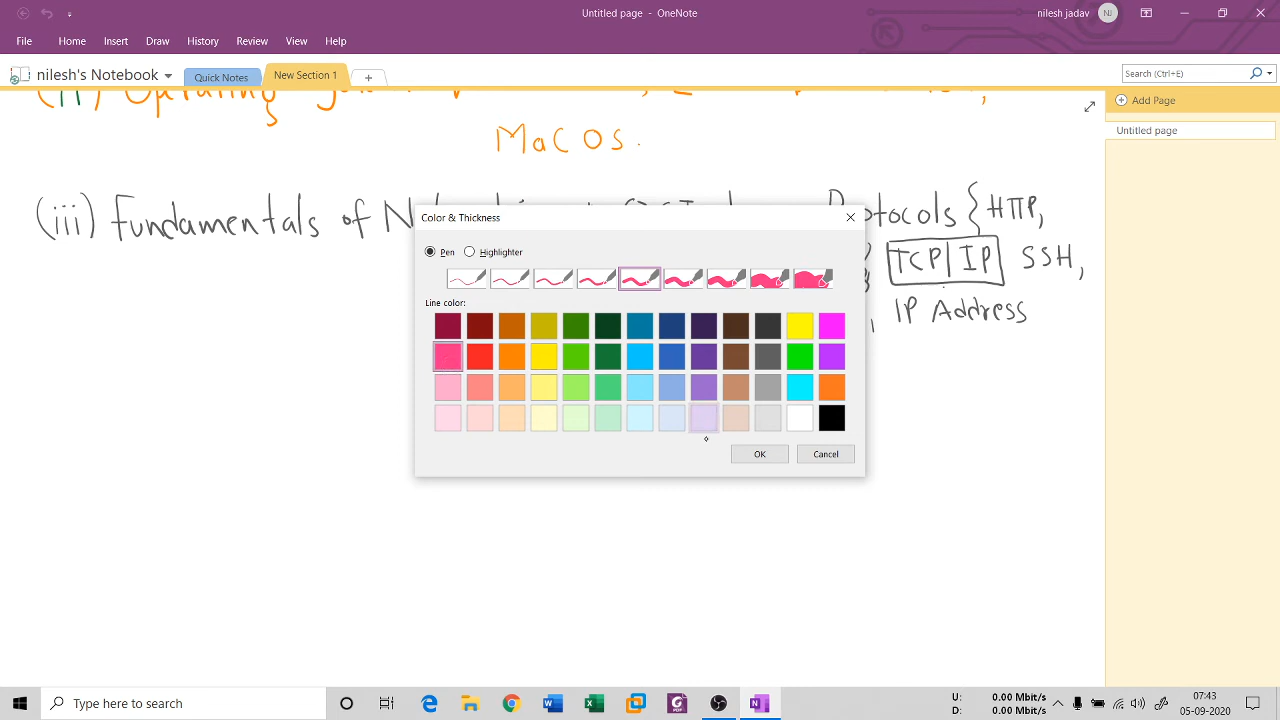 Untitled page - OneNote
nilesh jadav NJ
File Home Insert Draw History Review View Help
nilesh's Notebook Quick Notes New Section 1
Search (Ctrl+E)
Add Page
Untitled page
(ii) Operating
MaCOS.
(iii) Fundamentals of
{HTTP,
TCP|IP SSH,
, IP Address
Color & Thickness
Pen Highlighter
Line color:
OK Cancel
Type here to search
U: 0.00 Mbit/s
D: 0.00 Mbit/s
07:43
05-09-2020